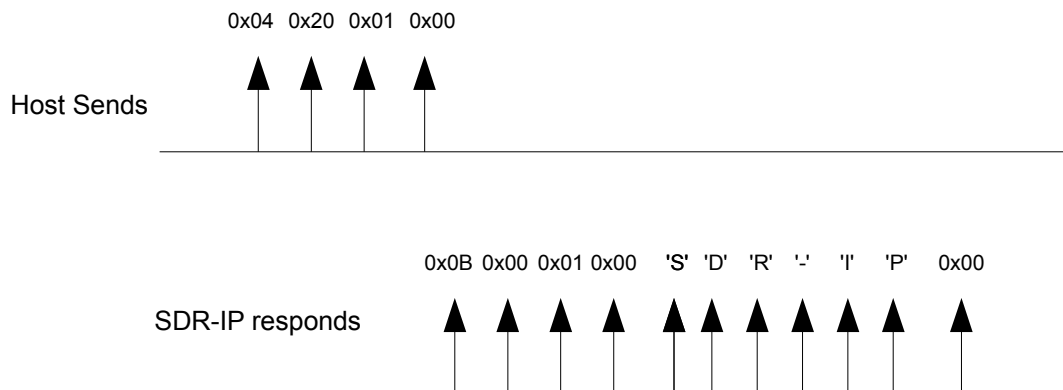 0x04 0x20 0x01 0x00
Host Sends
0x0B 0x00 0x01 0x00 'S' 'D' 'R' '-' 'I' 'P' 0x00
SDR-IP responds